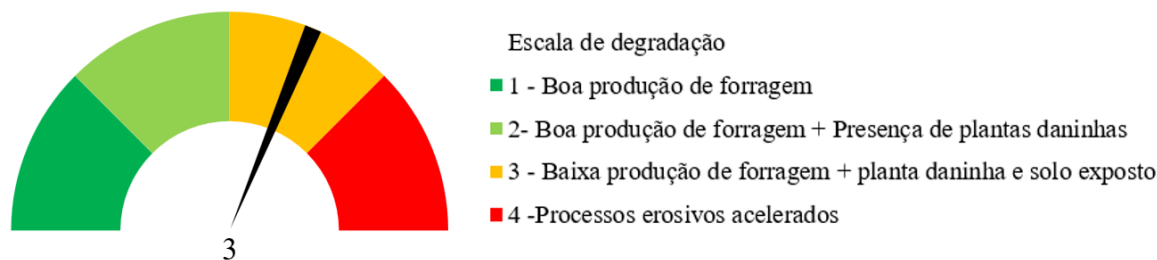 Escala de degradação
1 - Boa produção de forragem
2- Boa produção de forragem + Presença de plantas daninhas
3 - Baixa produção de forragem + planta daninha e solo exposto
4 -Processos erosivos acelerados
3